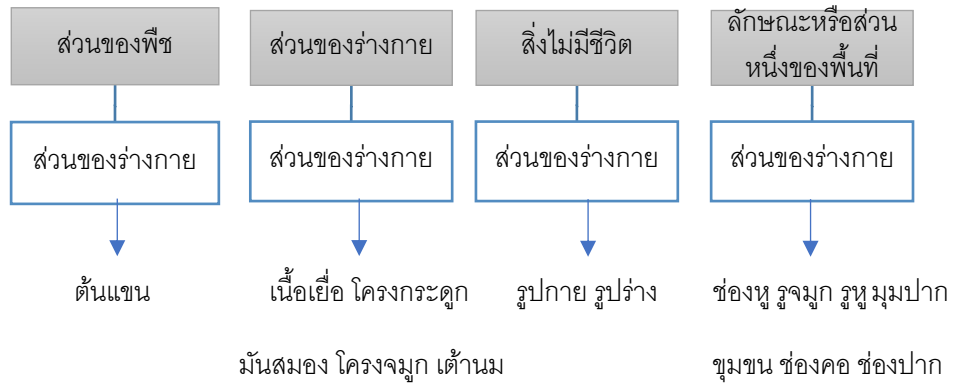 ส่วนของพืช
ส่วนของร่างกาย
สิ่งไม่มีชีวิต
ลักษณะหรือส่วน
หนึ่งของพื้นที่
ส่วนของร่างกาย
ส่วนของร่างกาย
ส่วนของร่างกาย
ส่วนของร่างกาย
ต้นแขน
เนื้อเยื่อ โครงกระดูก
มันสมอง โครงจมูก เต้านม
รูปกาย รูปร่าง
ช่องหู รูจมูก รูหู มุมปาก
ขุมขน ช่องคอ ช่องปาก